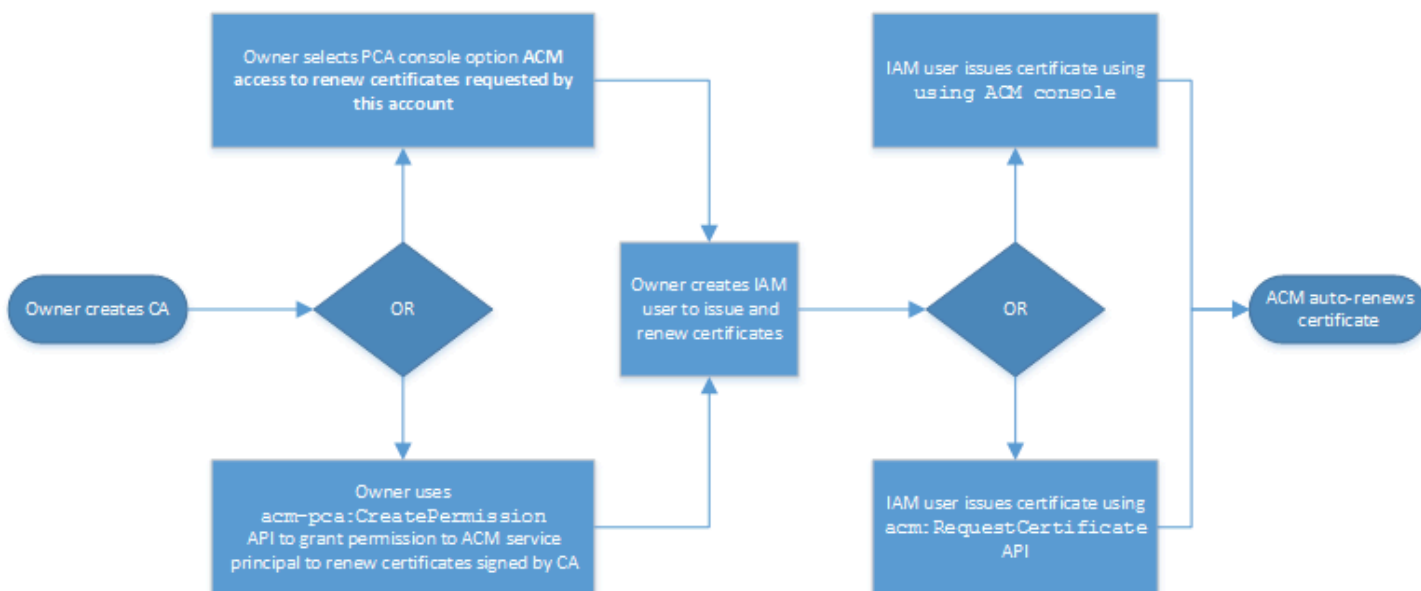 Owner creates CA
OR
Owner selects PCA console option ACM
access to renew certificates requested by
this account
Owner uses
acm-pca:CreatePermission
API to grant permission to ACM service
principal to renew certificates signed by CA
Owner creates IAM
user to issue and
renew certificates
OR
IAM user issues certificate using
using ACM console
IAM user issues certificate using
acm:RequestCertificate
API
ACM auto-renews
certificate